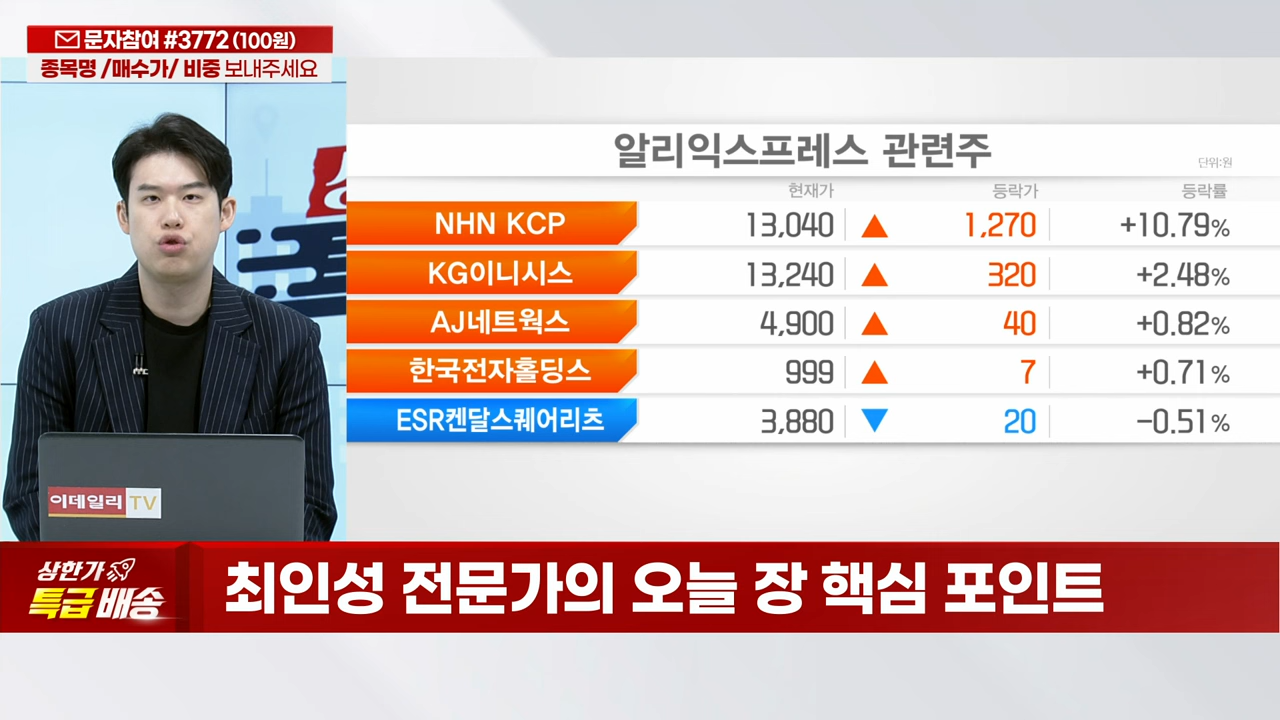 문자참여 #3772 (100원)
종목명 /매수가/ 비중 보내주세요
알리익스프레스 관련주
단위:원
현재가 등락가 등락률
NHN KCP 13,040 ▲ 1,270 +10.79%
KG이니시스 13,240 ▲ 320 +2.48%
AJ네트웍스 4,900 ▲ 40 +0.82%
한국전자홀딩스 999 ▲ 7 +0.71%
ESR켄달스퀘어리츠 3,880 ▼ 20 -0.51%
이데일리TV
상한가
특급배송
최인성 전문가의 오늘 장 핵심 포인트